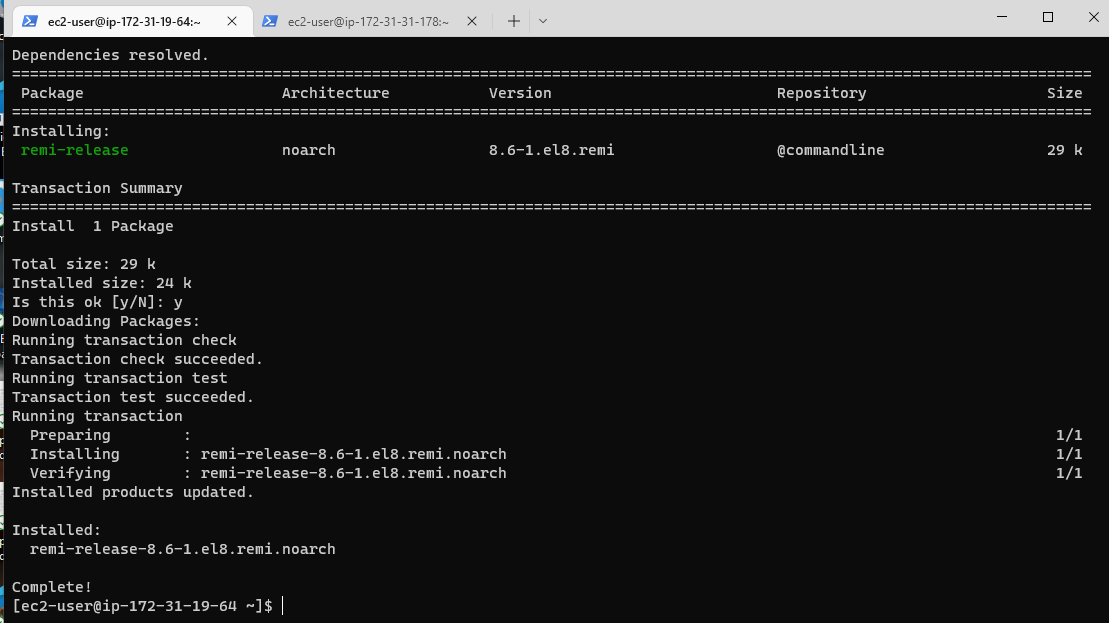 ec2-user@ip-172-31-19-64:~ ec2-user@ip-172-31-31-178:~
Dependencies resolved.
========================================================================================================================
Package Architecture Version Repository Size
========================================================================================================================
Installing:
remi-release noarch 8.6-1.el8.remi @commandline 29 k
Transaction Summary
========================================================================================================================
Install  1 Package
Total size: 29 k
Installed size: 24 k
Is this ok [y/N]: y
Downloading Packages:
Running transaction check
Transaction check succeeded.
Running transaction test
Transaction test succeeded.
Running transaction
Preparing : 1/1
Installing : remi-release-8.6-1.el8.remi.noarch 1/1
Verifying : remi-release-8.6-1.el8.remi.noarch 1/1
Installed products updated.
Installed:
remi-release-8.6-1.el8.remi.noarch
Complete!
[ec2-user@ip-172-31-19-64 ~]$